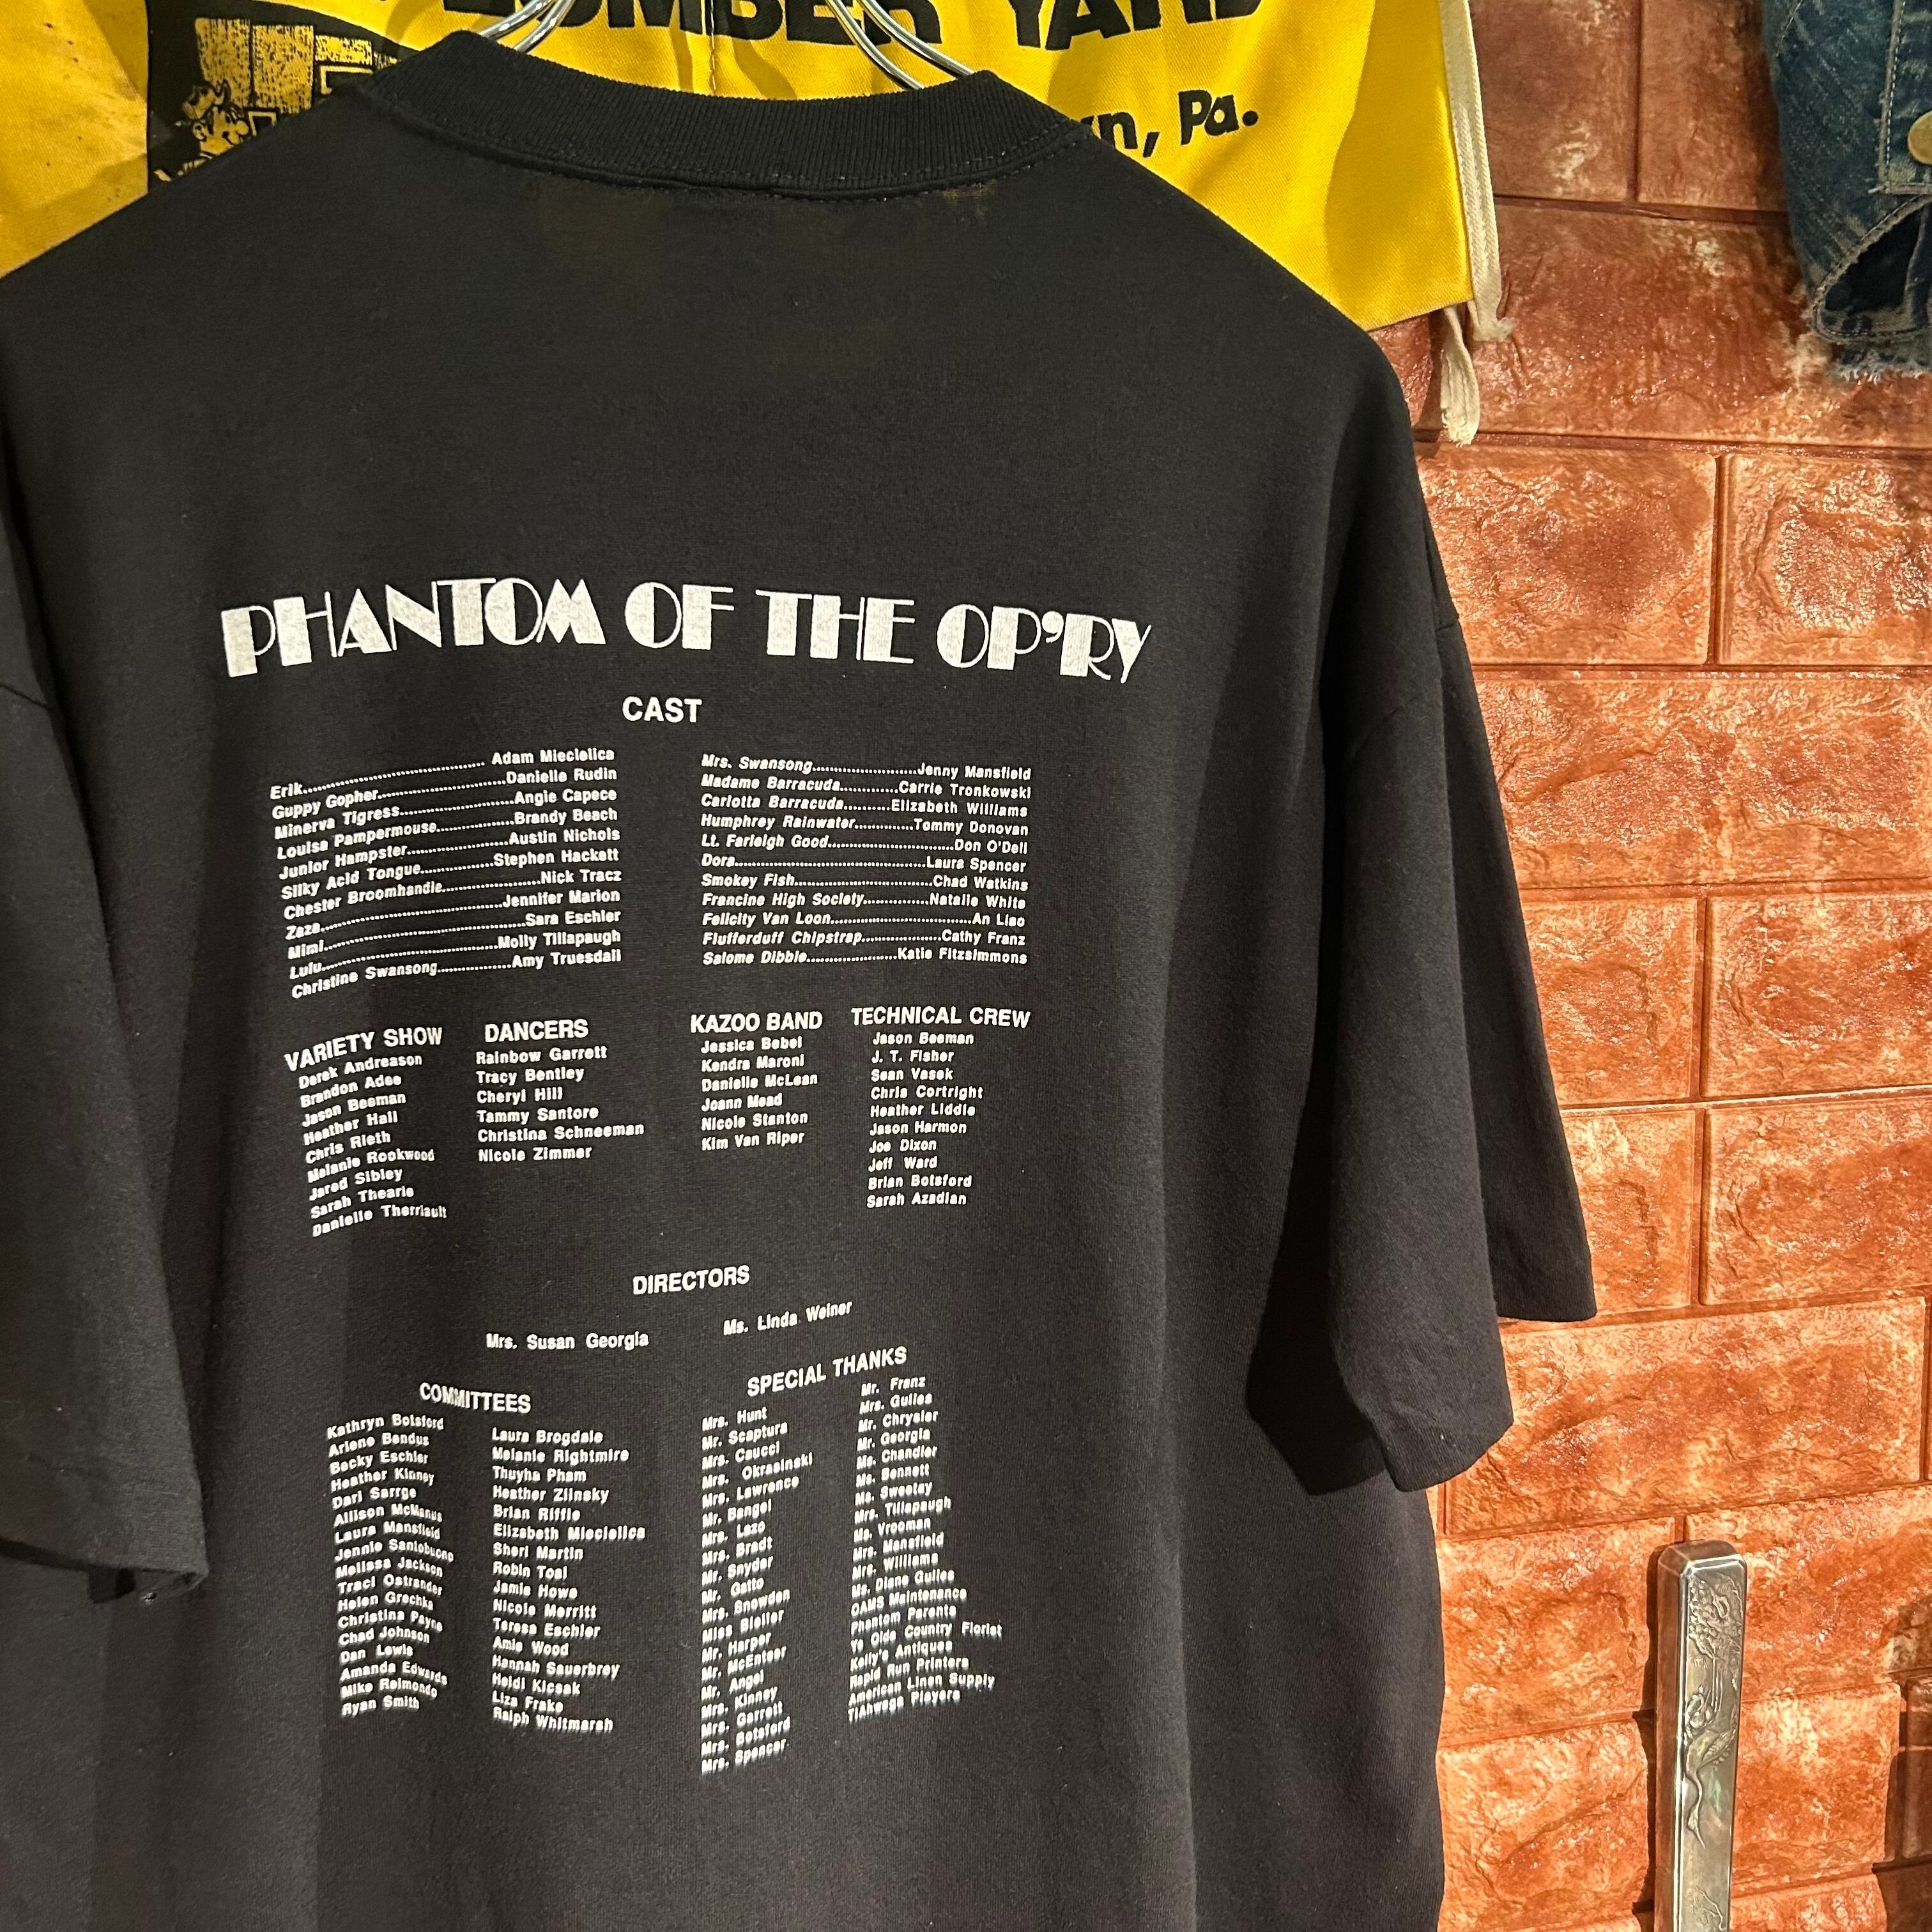 LUMBER YARD
Pa.
PHANTOM OF THE OP'RY
CAST
Erik.......... Adam Mieclelica
Guppy Gopher..........Danielle Rudin
Minerva Tigress..........Angie Capece
Louisa Pampermouse..........Brandy Beach
Junior Hampster..........Austin Nichols
Silky Acid Tongue..........Stephen Hackett
Chester Broomhandle..........Nick Tracz
Zaza..........Jennifer Marion
Mimi..........Sara Eschler
Lulu..........Molly Tillapaugh
Christine Swansong..........Amy Truesdail
Mrs. Swansong..........Jenny Mansfield
Madame Barracuda..........Carrie Tronkowski
Carlotta Barracuda..........Elizabeth Williams
Humphrey Rainwater..........Tommy Donovan
Lt. Farleigh Good..........Don O'Dell
Dora..........Laura Spencer
Smokey Fish..........Chad Watkins
Francine High Society..........Natalie White
Felicity Van Loon..........An Liao
Flufferduff Chipstrap..........Cathy Franz
Salome Dibble..........Katie Fitzsimmons
VARIETY SHOW
Derek Andreason
Brandon Adee
Jason Beeman
Heather Hall
Chris Rieth
Melanie Rookwood
Jared Sibley
Sarah Thearle
Danielle Therriault
DANCERS
Rainbow Garrett
Tracy Bentley
Cheryl Hill
Tammy Santore
Christina Schneeman
Nicole Zimmer
KAZOO BAND
Jessica Bebel
Kendra Maroni
Danielle McLean
Joann Mead
Nicole Stanton
Kim Van Riper
TECHNICAL CREW
Jason Beeman
J. T. Fisher
Sean Vasek
Chris Cortright
Heather Liddle
Jason Harmon
Joe Dixon
Jeff Ward
Brian Botsford
Sarah Azadian
DIRECTORS
Mrs. Susan Georgia
Ms. Linda Weiner
COMMITTEES
Kathryn Botsford
Arlene Bendus
Becky Eschler
Heather Kinney
Dari Sarrge
Allison McManus
Laura Mansfield
Jennie Santobuono
Melissa Jackson
Traci Ostrander
Helen Grechka
Christina Payne
Chad Johnson
Dan Lewis
Amanda Edwards
Mike Reimondo
Ryan Smith
Laura Brogdale
Melanie Rightmire
Thuyha Pham
Heather Zlinsky
Brian Riffle
Elizabeth Mieclelica
Sheri Martin
Robin Toal
Jamie Howe
Nicole Merritt
Teresa Eschler
Amie Wood
Hannah Sauerbrey
Heidi Kicsak
Liza Frake
Ralph Whitmarsh
SPECIAL THANKS
Mrs. Hunt
Mr. Scaptura
Mrs. Caucci
Mrs. Okrasinski
Mrs. Lawrence
Mr. Bengel
Mrs. Lazo
Mrs. Bradt
Mr. Snyder
Mr. Gatto
Mrs. Snowden
Miss Bleiler
Mr. Harper
Mr. McEnteer
Mr. Angel
Mrs. Kinney
Mrs. Garrett
Mrs. Botsford
Mrs. Spencer
Mr. Franz
Mrs. Guiles
Mr. Chrysler
Mr. Georgia
Ms. Chandler
Ms. Bennett
Ms. Sweetay
Mrs. Tillapaugh
Ms. Vrooman
Mrs. Mansfield
Mrs. Williams
Ms. Diane Guiles
OAMS Maintenance
Phantom Parents
Ye Olde Country Florist
Kelly's Antiques
Rapid Run Printers
American Linen Supply
Tiahwaga Players